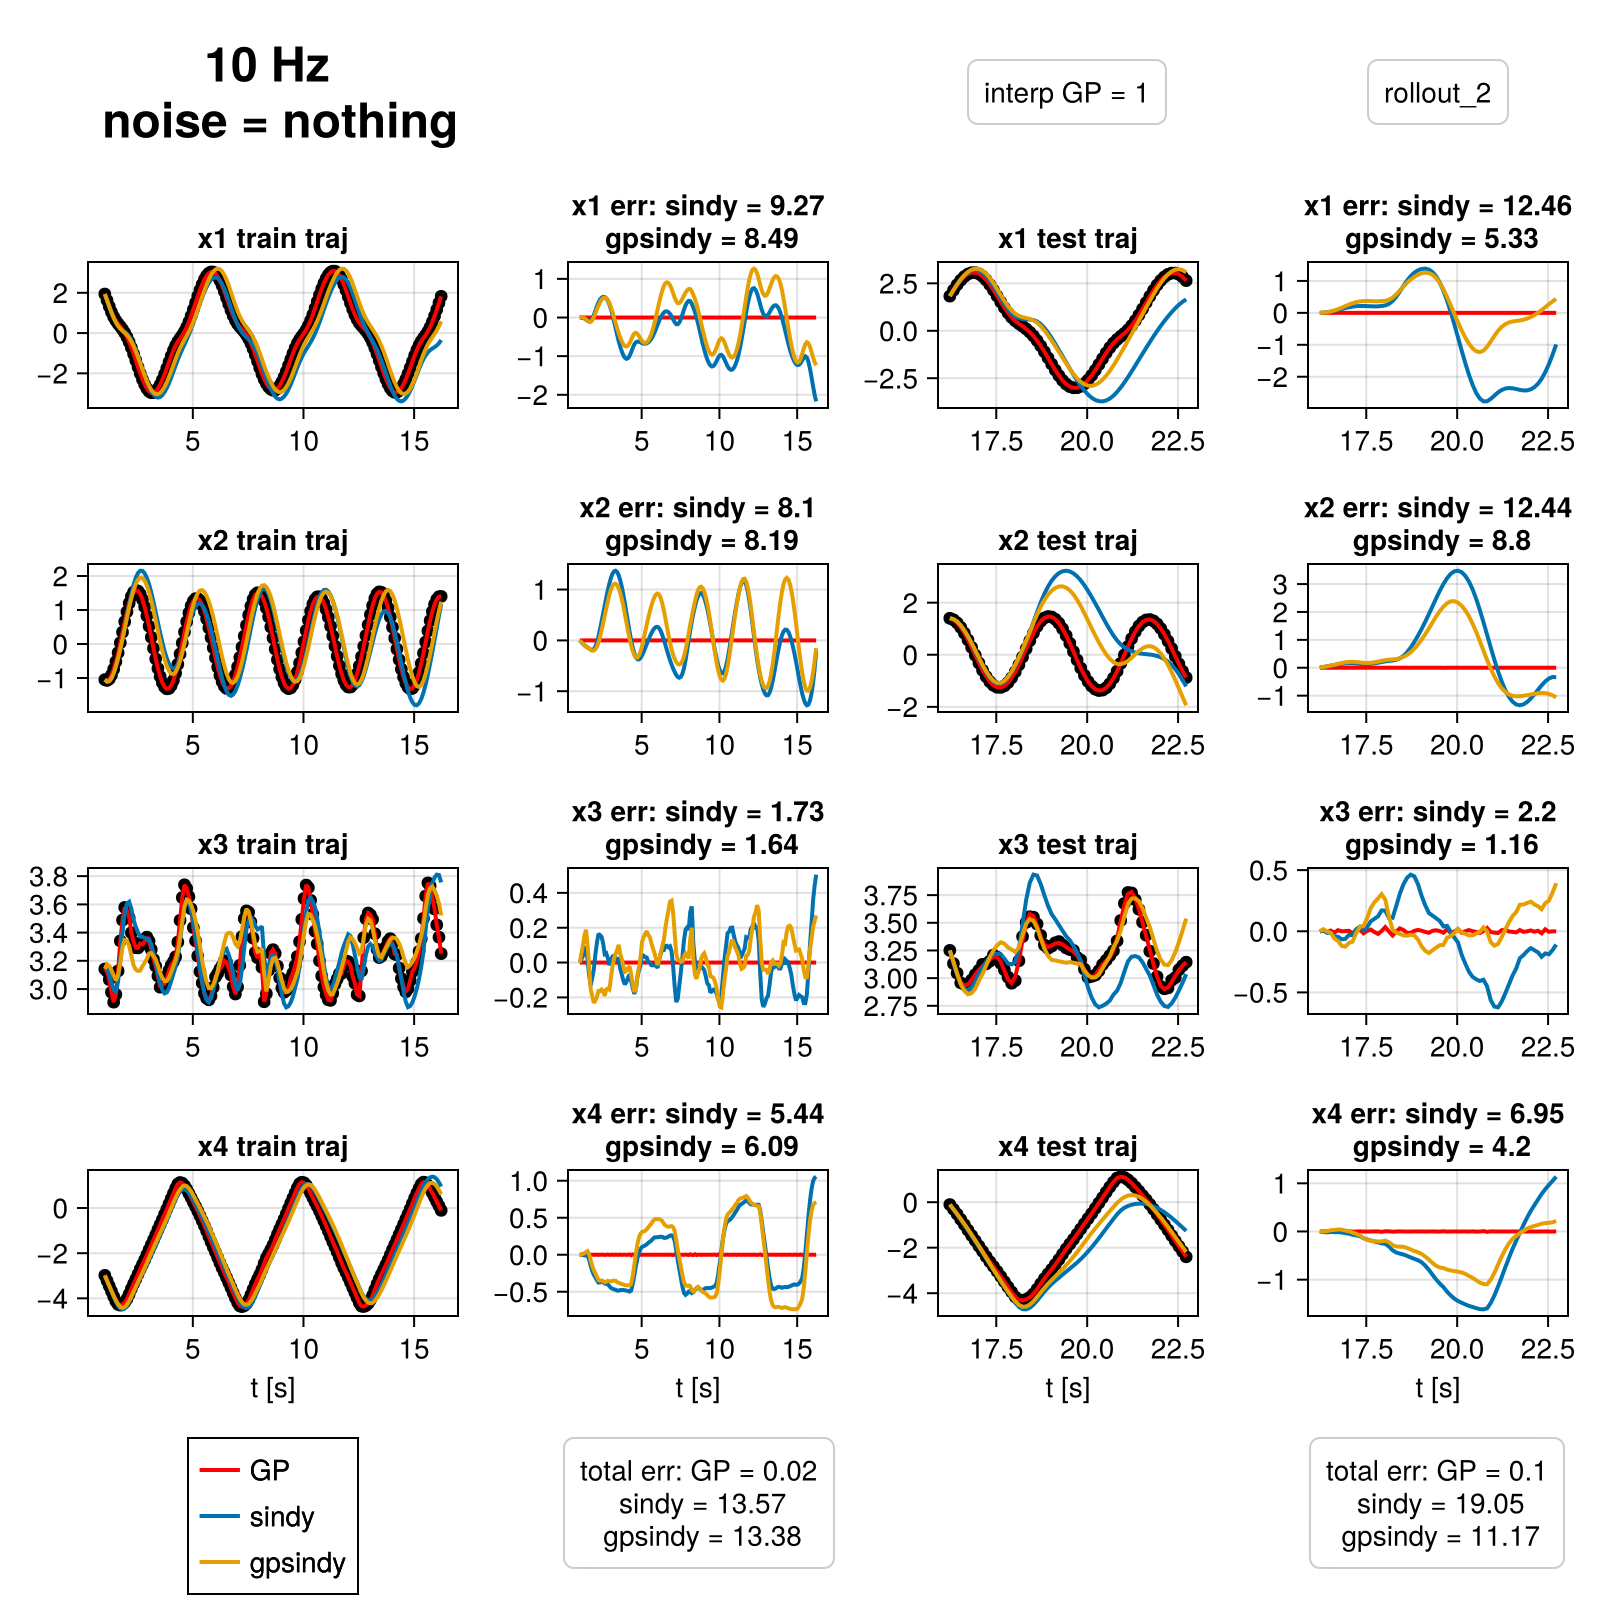 10 Hz
noise = nothing
interp GP = 1
rollout_2
x1 train traj
2
0
−2
5
10
15
x1 err: sindy = 9.27
gpsindy = 8.49
1
0
−1
−2
5
10
15
x1 test traj
2.5
0.0
−2.5
17.5
20.0
22.5
x1 err: sindy = 12.46
gpsindy = 5.33
1
0
−1
−2
17.5
20.0
22.5
x2 train traj
2
1
0
−1
5
10
15
x2 err: sindy = 8.1
gpsindy = 8.19
1
0
−1
5
10
15
x2 test traj
2
0
−2
17.5
20.0
22.5
x2 err: sindy = 12.44
gpsindy = 8.8
3
2
1
0
−1
17.5
20.0
22.5
x3 train traj
3.8
3.6
3.4
3.2
3.0
5
10
15
x3 err: sindy = 1.73
gpsindy = 1.64
0.4
0.2
0.0
−0.2
5
10
15
x3 test traj
3.75
3.50
3.25
3.00
2.75
17.5
20.0
22.5
x3 err: sindy = 2.2
gpsindy = 1.16
0.5
0.0
−0.5
17.5
20.0
22.5
x4 train traj
0
−2
−4
5
10
15
t [s]
x4 err: sindy = 5.44
gpsindy = 6.09
1.0
0.5
0.0
−0.5
5
10
15
t [s]
x4 test traj
0
−2
−4
17.5
20.0
22.5
t [s]
x4 err: sindy = 6.95
gpsindy = 4.2
1
0
−1
17.5
20.0
22.5
t [s]
GP
sindy
gpsindy
total err: GP = 0.02
sindy = 13.57
gpsindy = 13.38
total err: GP = 0.1
sindy = 19.05
gpsindy = 11.17